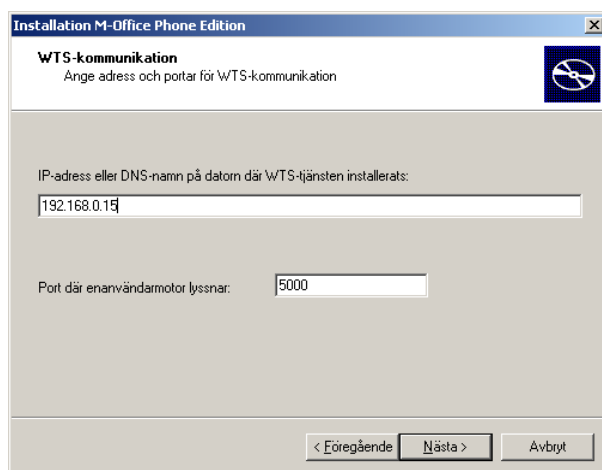 Installation M-Office Phone Edition
WTS-kommunikation
Ange adress och portar för WTS-kommunikation
IP-adress eller DNS-namn på datorn där WTS-tjänsten installerats:
192.168.0.15
Port där enanvändarmotor lyssnar:
5000
< Föregående
Nästa >
Avbryt